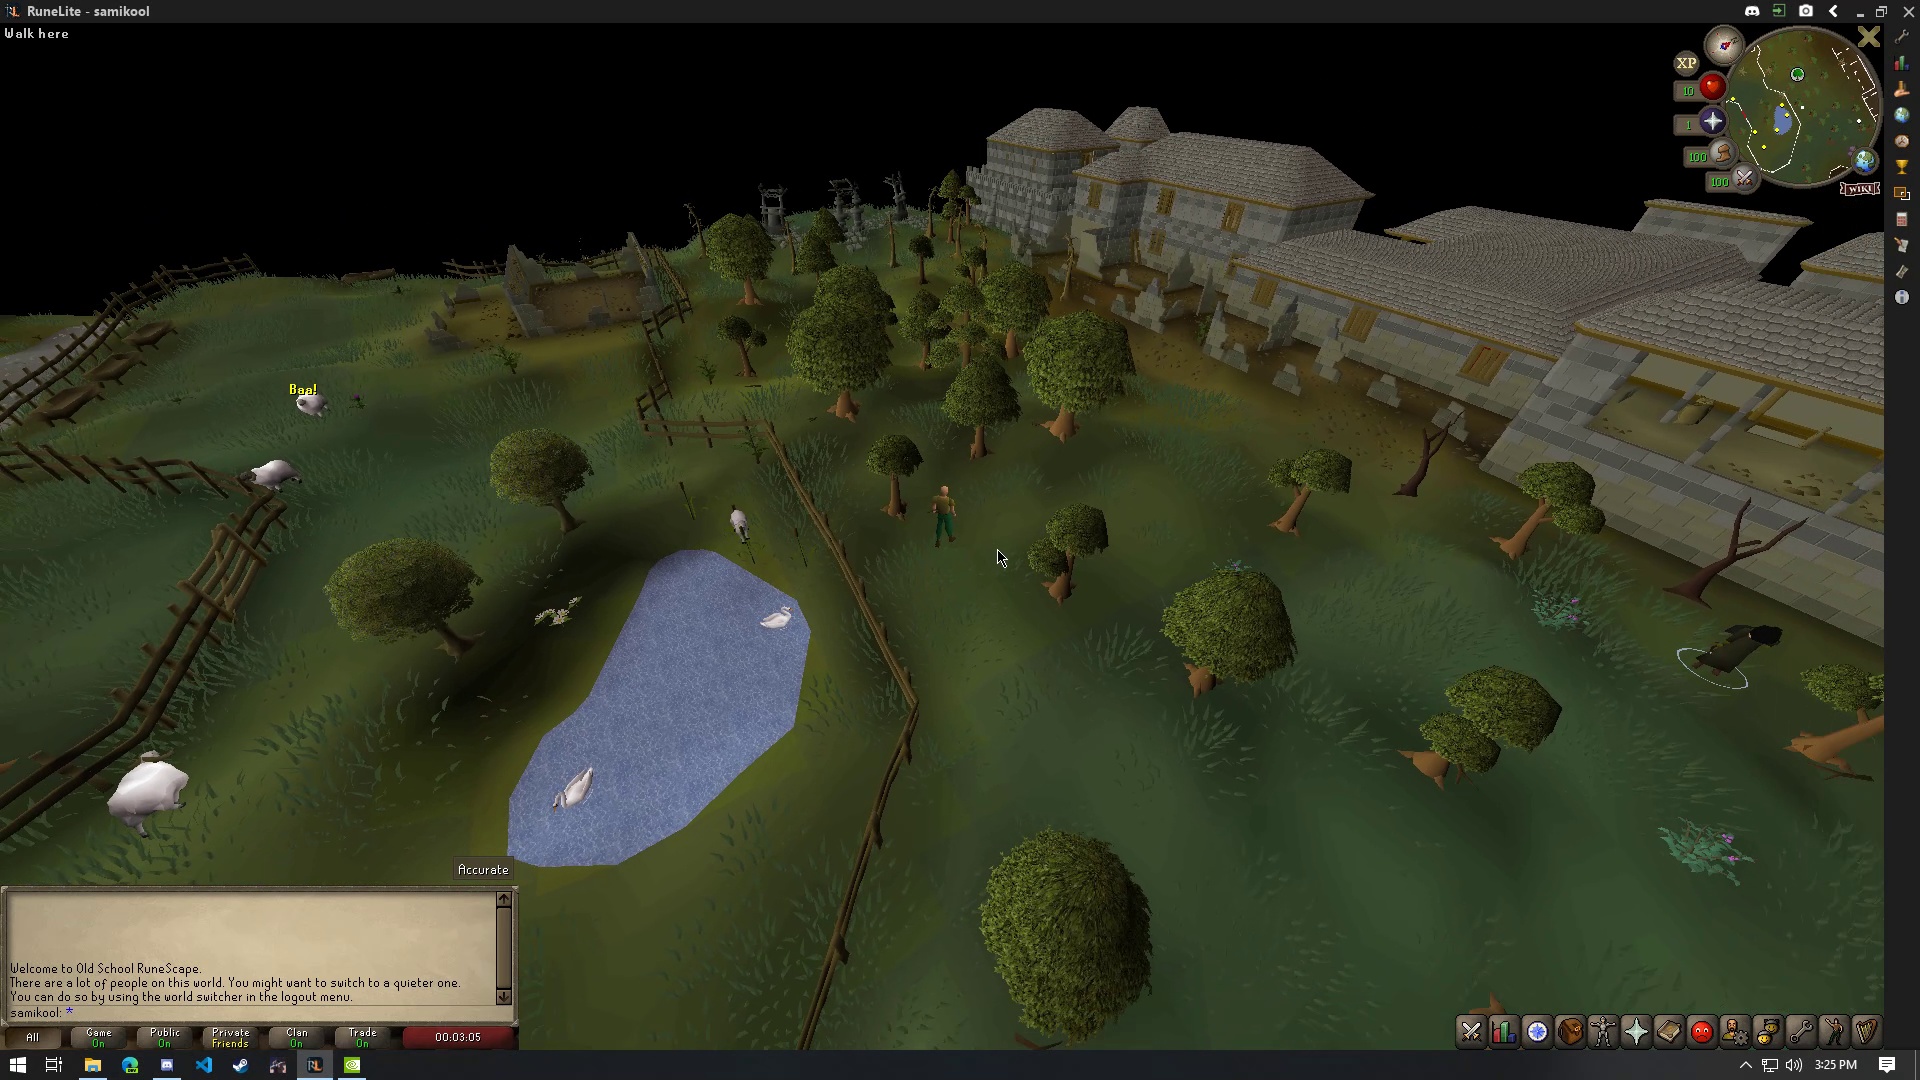 RuneLite - samikool
Walk here
XP
10
1
100
100
WIKI
Baa!
Accurate
Welcome to Old School RuneScape.
There are a lot of people on this world. You might want to switch to a quieter one.
You can do so by using the world switcher in the logout menu.
samikool: *
All
Game
On
Public
On
Private
Friends
Clan
On
Trade
On
00:03:05
3:25 PM